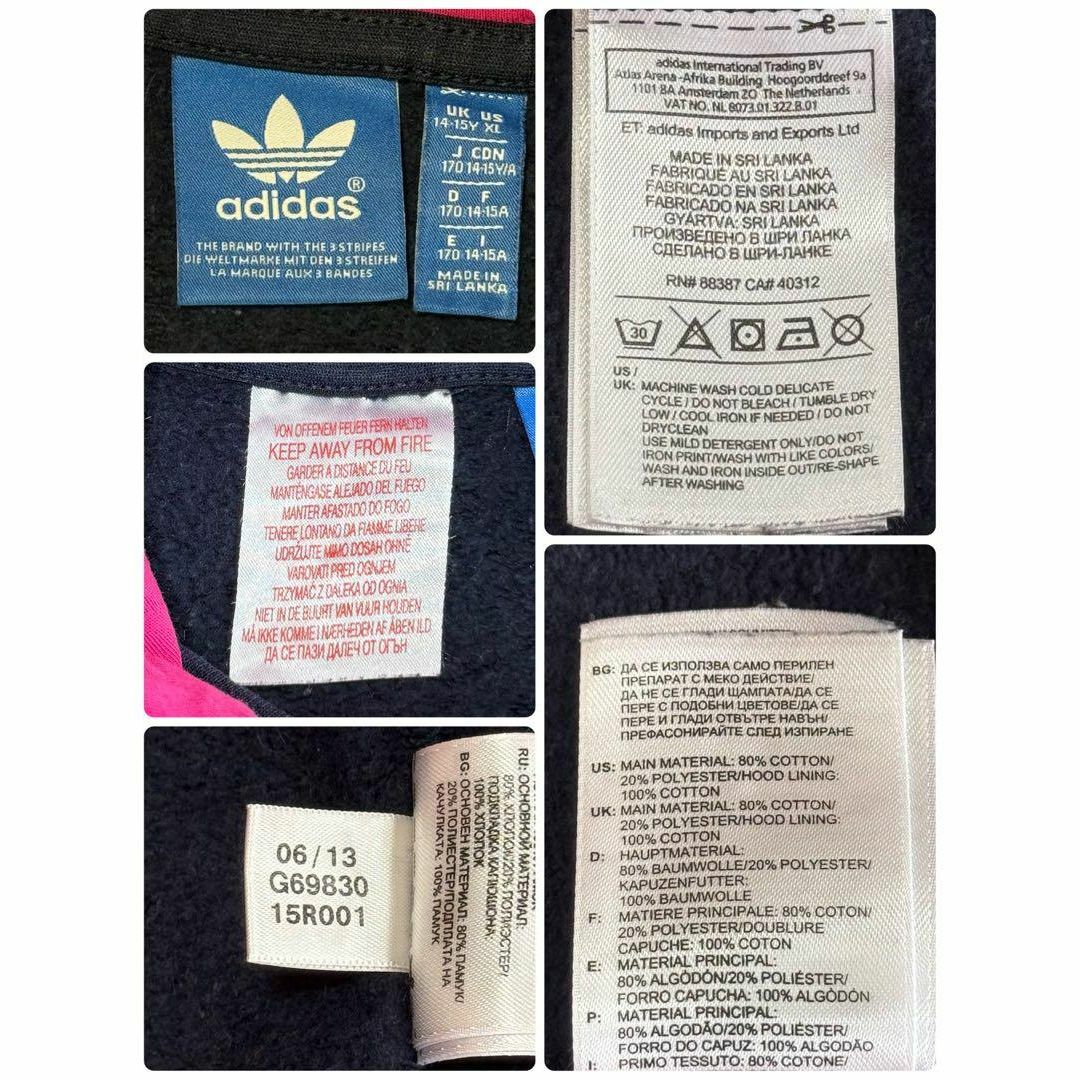 adidas®
THE BRAND WITH THE 3 STRIPES
DIE WELTMARKE MIT DEN 3 STREIFEN
LA MARQUE AUX 3 BANDES
UK US
14-15Y XL
J CDN
170 14-15Y/A
D F
170 14-15A
E I
170 14-15A
MADE IN
SRI LANKA
VON OFFENEM FEUER FERN HALTEN
KEEP AWAY FROM FIRE
GARDER A DISTANCE DU FEU
MANTÉNGASE ALEJADO DEL FUEGO
MANTER AFASTADO DO FOGO
TENERE LONTANO DA FIAMME LIBERE
UDRŽUJTE MIMO DOSAH OHNĚ
VAROVATI PRED OGNJEM
TRZYMAĆ Z DALEKA OD OGNIA
NIET IN DE BUURT VAN VUUR HOUDEN
MÅ IKKE KOMME I NÆRHEDEN AF ÅBEN ILD
ДА СЕ ПАЗИ ДАЛЕЧ ОТ ОГЪН
06/13
G69830
15R001
RU: ОСНОВНОЙ МАТЕРИАЛ:
80% ХЛОПОК/20% ПОЛИЭСТЕР/
ПОДКЛАДКА КАПЮШОНА:
100% ХЛОПОК
BG: ОСНОВЕН МАТЕРИАЛ: 80% ПАМУК/
20% ПОЛИЕСТЕР/ПОДПЛАТА НА
КАЧУЛКАТА: 100% ПАМУК
adidas International Trading BV
Atlas Arena-Afrika Building Hoogoorddreef 9a
1101 BA Amsterdam ZO The Netherlands
VAT NO. NL 8073.01.322.B.01
ET: adidas Imports and Exports Ltd
MADE IN SRI LANKA
FABRIQUÉ AU SRI LANKA
FABRICADO EN SRI LANKA
FABRICADO NA SRI LANKA
GYÁRTVA: SRI LANKA
ПРОИЗВЕДЕНО В ШРИ ЛАНКА
СДЕЛАНО В ШРИ-ЛАНКЕ
RN# 88387 CA# 40312
30
US /
UK: MACHINE WASH COLD DELICATE
CYCLE / DO NOT BLEACH / TUMBLE DRY
LOW / COOL IRON IF NEEDED / DO NOT
DRYCLEAN
USE MILD DETERGENT ONLY/DO NOT
IRON PRINT/WASH WITH LIKE COLORS/
WASH AND IRON INSIDE OUT/RE-SHAPE
AFTER WASHING
BG: ДА СЕ ИЗПОЛЗВА САМО ПЕРИЛЕН
ПРЕПАРАТ С МЕКО ДЕЙСТВИЕ/
ДА НЕ СЕ ГЛАДИ ЩАМПАТА/ДА СЕ
ПЕРЕ С ПОДОБНИ ЦВЕТОВЕ/ДА СЕ
ПЕРЕ И ГЛАДИ ОТВЪТРЕ НАВЪН/
ПРЕФАСОНИРАЙТЕ СЛЕД ИЗПИРАНЕ
US: MAIN MATERIAL: 80% COTTON/
20% POLYESTER/HOOD LINING:
100% COTTON
UK: MAIN MATERIAL: 80% COTTON/
20% POLYESTER/HOOD LINING:
100% COTTON
D: HAUPTMATERIAL:
80% BAUMWOLLE/20% POLYESTER/
KAPUZENFUTTER:
100% BAUMWOLLE
F: MATIERE PRINCIPALE: 80% COTON/
20% POLYESTER/DOUBLURE
CAPUCHE: 100% COTON
E: MATERIAL PRINCIPAL:
80% ALGODÓN/20% POLIÉSTER/
FORRO CAPUCHA: 100% ALGODÓN
P: MATERIAL PRINCIPAL:
80% ALGODÃO/20% POLIÉSTER/
FORRO DO CAPUZ: 100% ALGODÃO
I: PRIMO TESSUTO: 80% COTONE/